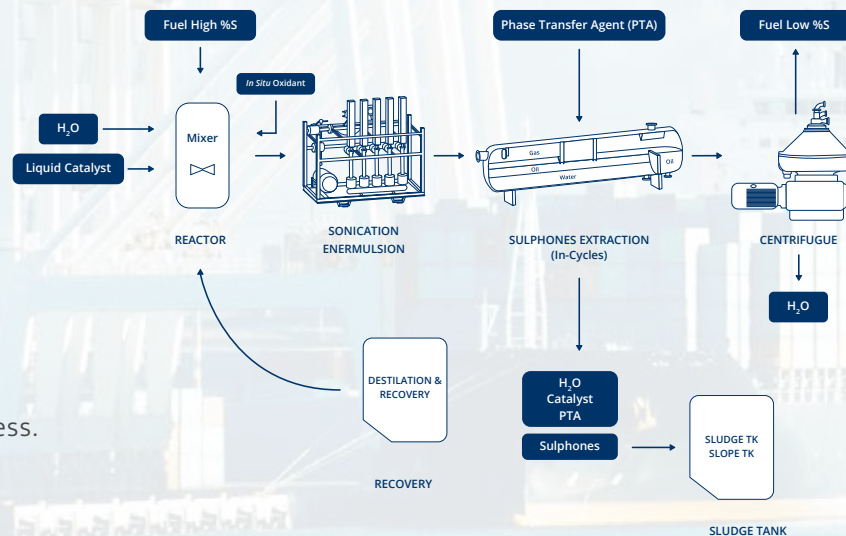 Fuel High %S
Phase Transfer Agent (PTA)
Fuel Low %S
In Situ Oxidant
H₂O
Liquid Catalyst
Mixer
Gas
Oil
Water
Oil
REACTOR
SONICATION
ENERMULSION
SULPHONES EXTRACTION
(In-Cycles)
CENTRIFUGUE
H₂O
DESTILATION &
RECOVERY
RECOVERY
H₂O
Catalyst
PTA
Sulphones
SLUDGE TK
SLOPE TK
SLUDGE TANK
ess.